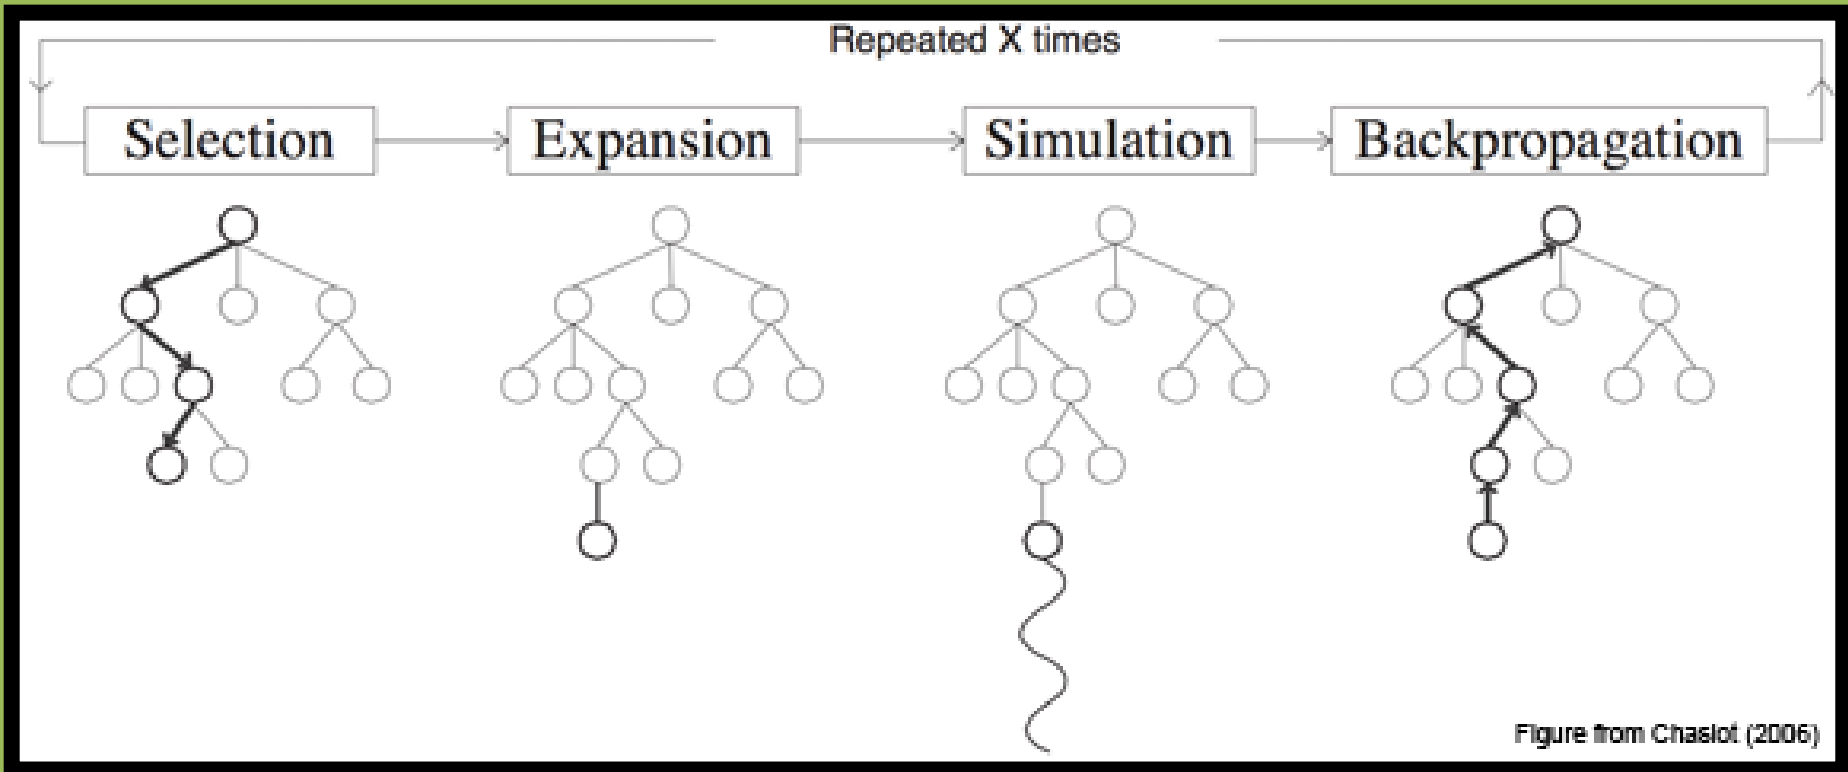 Repeated X times
Selection
Expansion
Simulation
Backpropagation
Figure from Chaslot (2006)